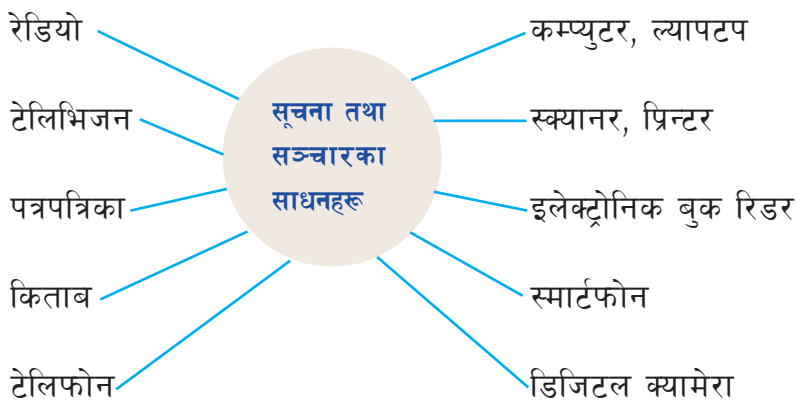 रेडियो
टेलिभिजन
पत्रपत्रिका
किताब
टेलिफोन
सूचना तथा
सञ्चारका
साधनहरू
कम्प्युटर, ल्यापटप
स्क्यानर, प्रिन्टर
इलेक्ट्रोनिक बुक रिडर
स्मार्टफोन
डिजिटल क्यामेरा